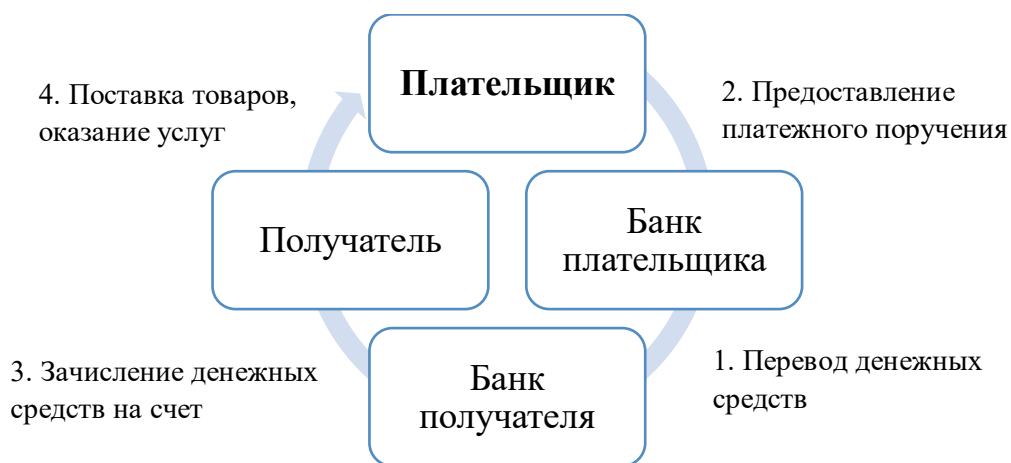 Плательщик
4. Поставка товаров,
оказание услуг
2. Предоставление
платежного поручения
Получатель
Банк
плательщика
3. Зачисление денежных
средств на счет
Банк
получателя
1. Перевод денежных
средств